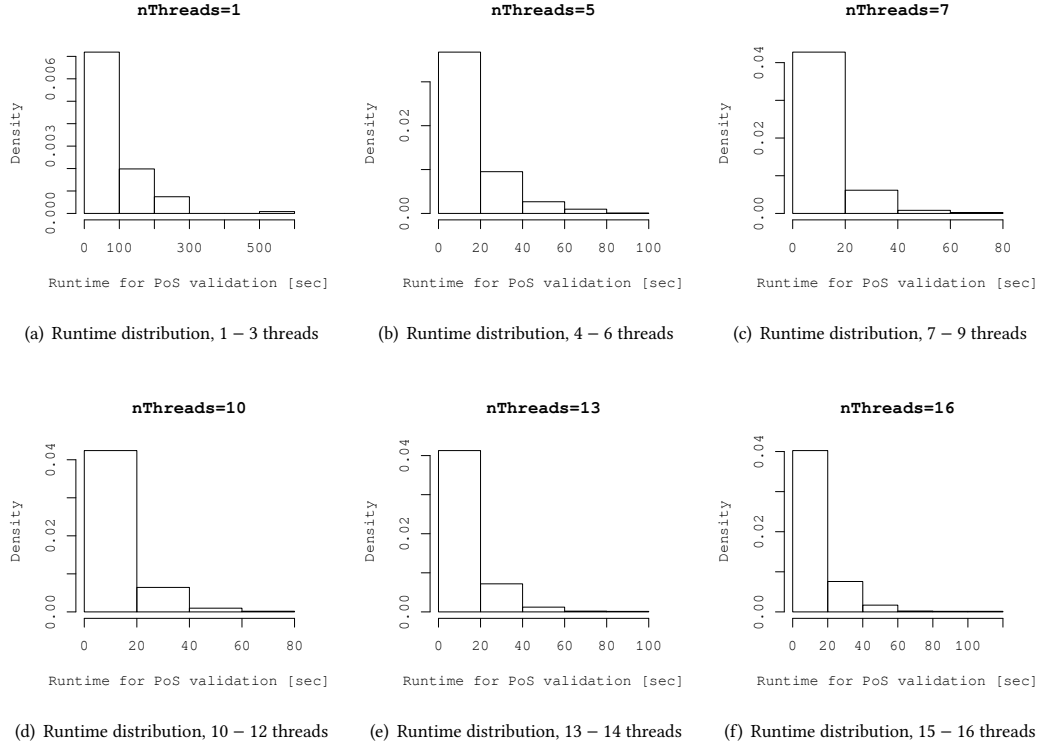 nThreads=1 nThreads=5 nThreads=7
Density 0.000 0.003 0.006
0 100 300 500
Runtime for PoS validation [sec]
Density 0.00 0.02
0 20 40 60 80 100
Runtime for PoS validation [sec]
Density 0.00 0.02 0.04
0 20 40 60 80
Runtime for PoS validation [sec]
(a) Runtime distribution, 1 – 3 threads
(b) Runtime distribution, 4 – 6 threads
(c) Runtime distribution, 7 – 9 threads
nThreads=10 nThreads=13 nThreads=16
Density 0.00 0.02 0.04
0 20 40 60 80
Runtime for PoS validation [sec]
Density 0.00 0.02 0.04
0 20 40 60 80 100
Runtime for PoS validation [sec]
Density 0.00 0.02 0.04
0 20 40 60 80 100
Runtime for PoS validation [sec]
(d) Runtime distribution, 10 – 12 threads
(e) Runtime distribution, 13 – 14 threads
(f) Runtime distribution, 15 – 16 threads